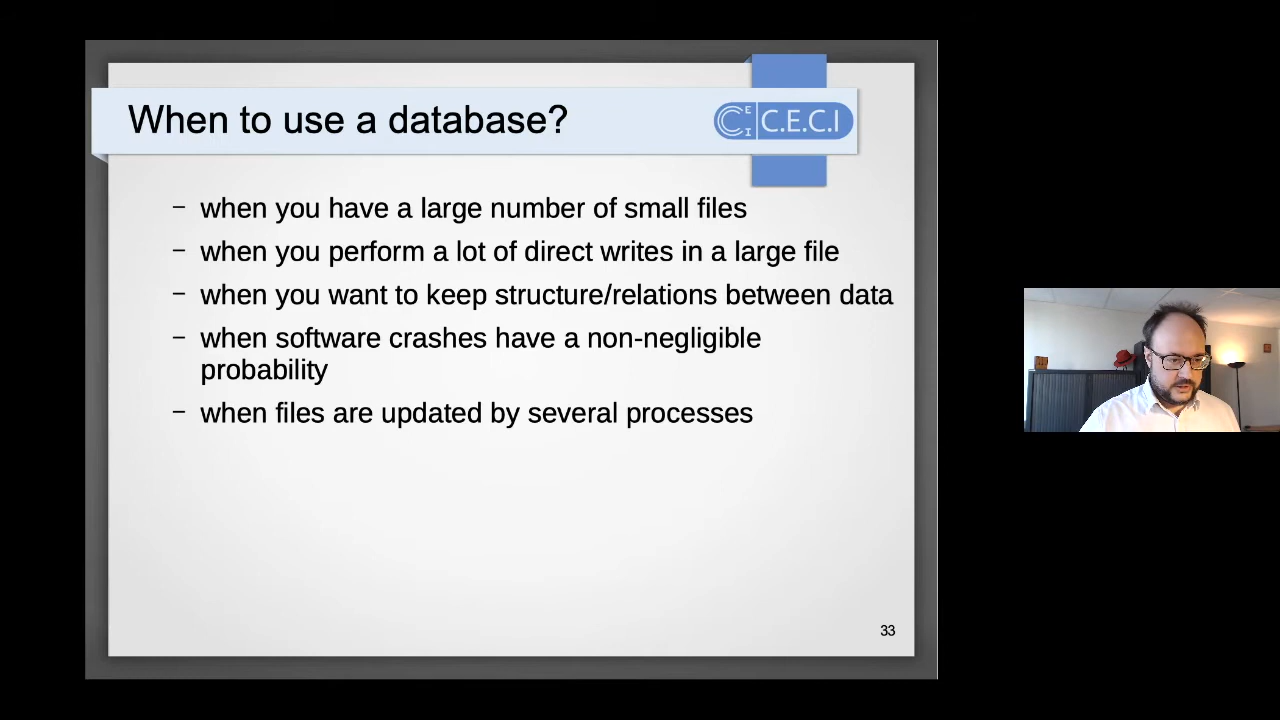 When to use a database?
C E C I C.E.C.I
– when you have a large number of small files
– when you perform a lot of direct writes in a large file
– when you want to keep structure/relations between data
– when software crashes have a non-negligible
probability
– when files are updated by several processes
33